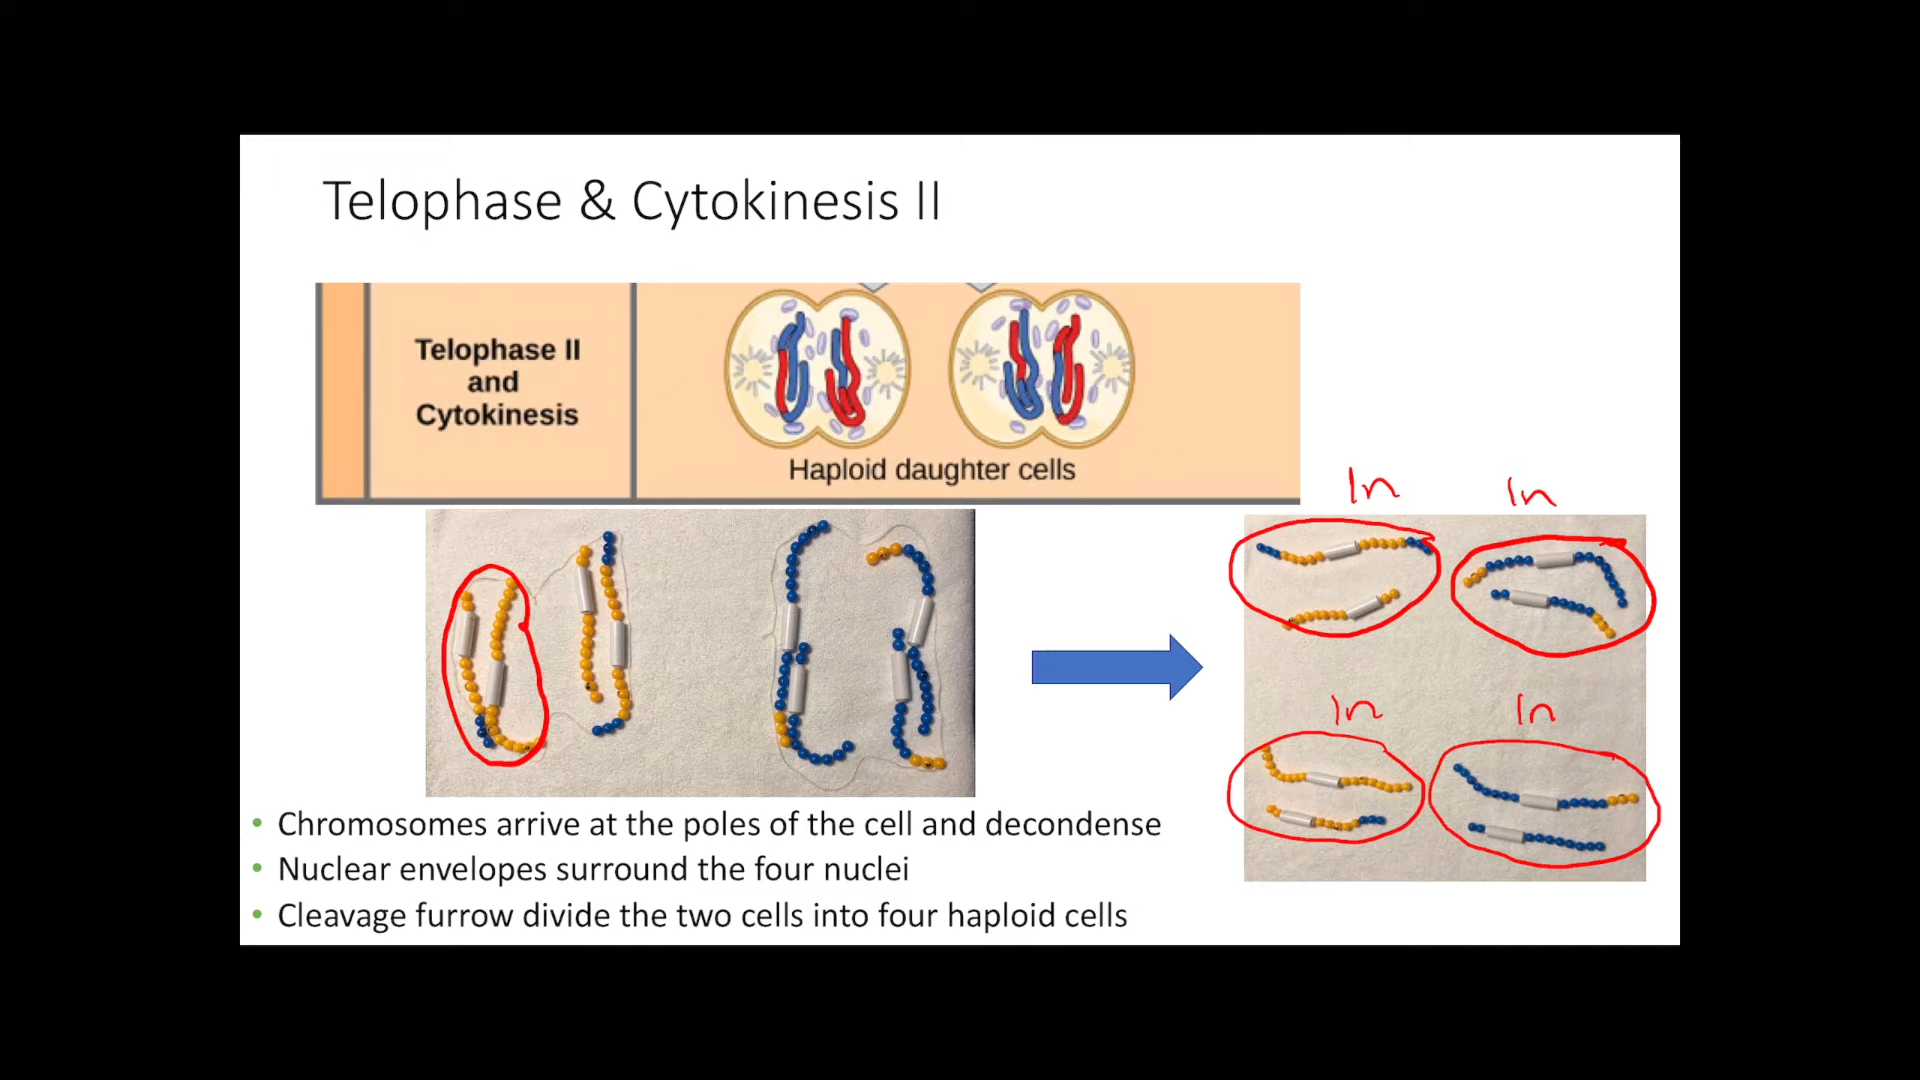 Telophase & Cytokinesis II
Telophase II
and
Cytokinesis
Haploid daughter cells
1n 1n
1n 1n
• Chromosomes arrive at the poles of the cell and decondense
• Nuclear envelopes surround the four nuclei
• Cleavage furrow divide the two cells into four haploid cells